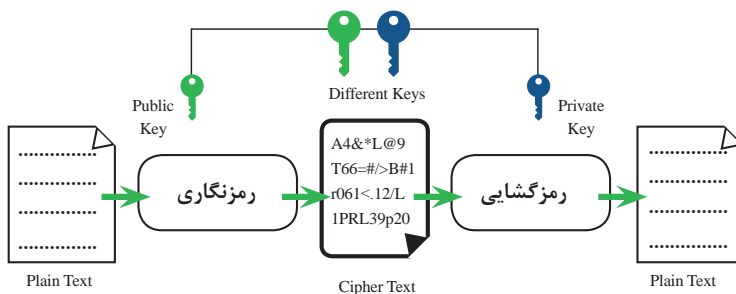 Different Keys
Public
Key
Private
Key
A4&*L@9
T66=#/>B#1
r061<.12/L
1PRL39p20
رمزنگاری
رمزگشایی
Plain Text
Cipher Text
Plain Text